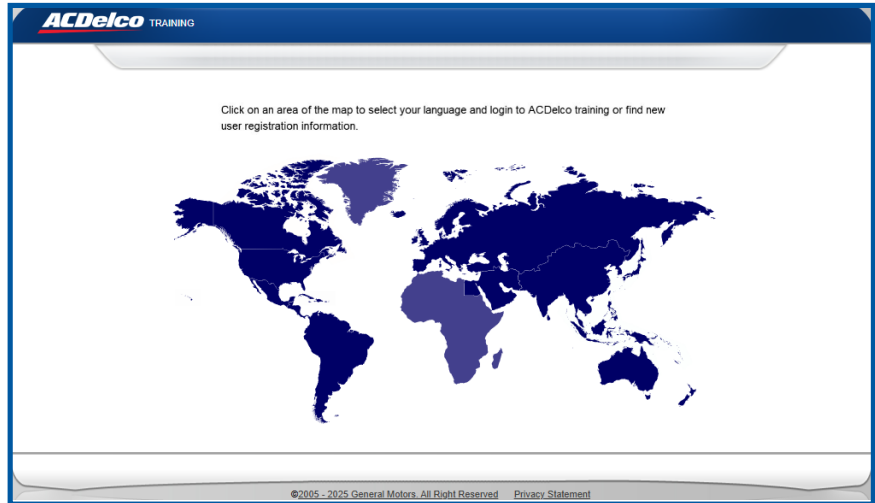 ACDelco TRAINING
Click on an area of the map to select your language and login to ACDelco training or find new
user registration information.
©2005 - 2025 General Motors. All Right Reserved Privacy Statement